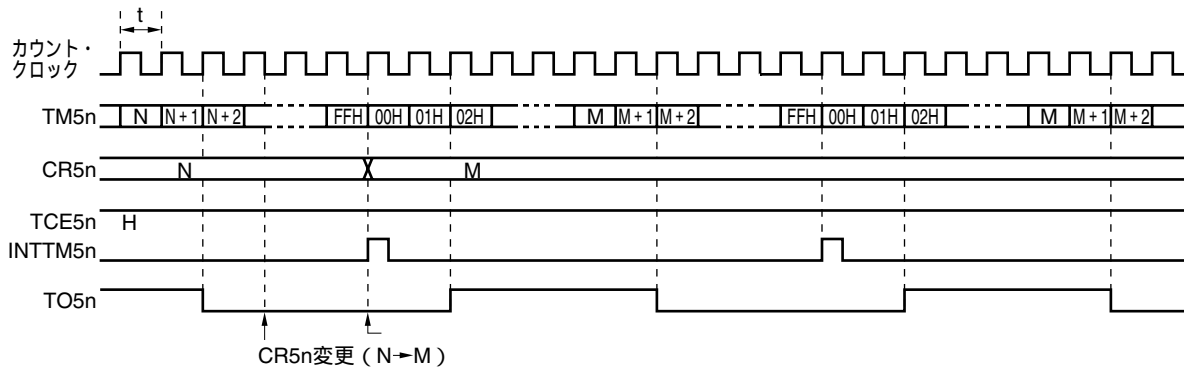 t
カウント・
クロック
TM5n N N+1 N+2 FFH 00H 01H 02H M M+1 M+2 FFH 00H 01H 02H M M+1 M+2
CR5n N M
TCE5n H
INTTM5n
TO5n
CR5n変更（N→M）